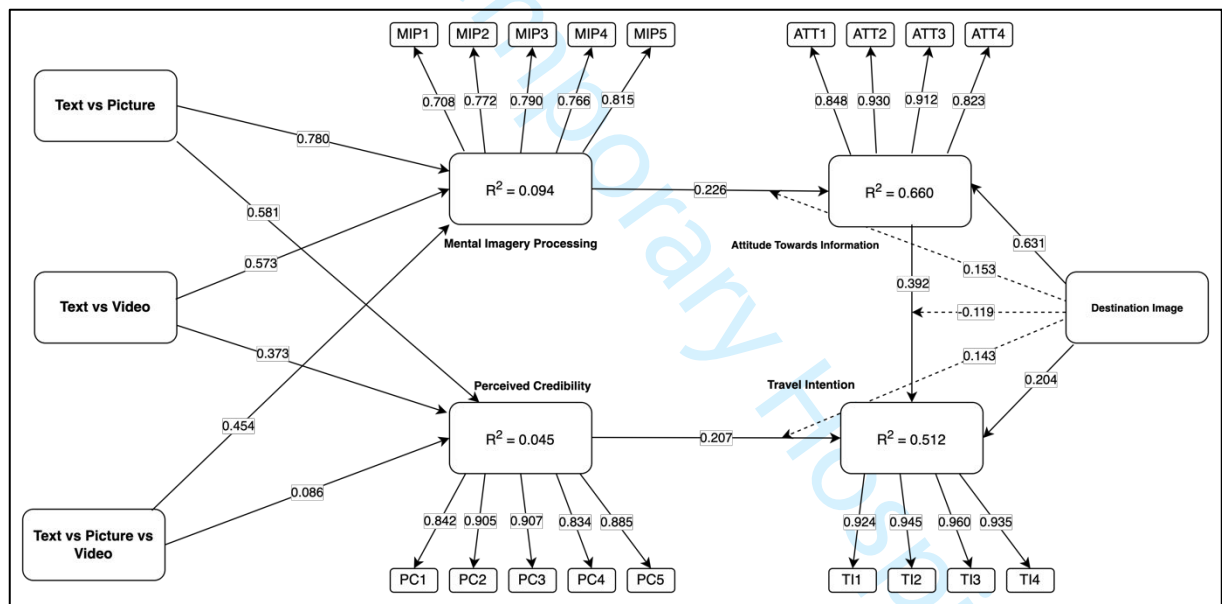 MIP1 MIP2 MIP3 MIP4 MIP5
ATT1 ATT2 ATT3 ATT4
0.708 0.772 0.790 0.766 0.815
0.848 0.930 0.912 0.823
Text vs Picture
0.780
R² = 0.094
Mental Imagery Processing
0.226
R² = 0.660
Attitude Towards Information
0.581
0.573
0.631
0.153
0.392
Text vs Video
-0.119
Destination Image
0.373
0.143
Perceived Credibility
Travel Intention
0.204
0.454
R² = 0.045
0.207
R² = 0.512
0.086
Text vs Picture vs
Video
0.842 0.905 0.907 0.834 0.885
0.924 0.945 0.960 0.935
PC1 PC2 PC3 PC4 PC5
TI1 TI2 TI3 TI4